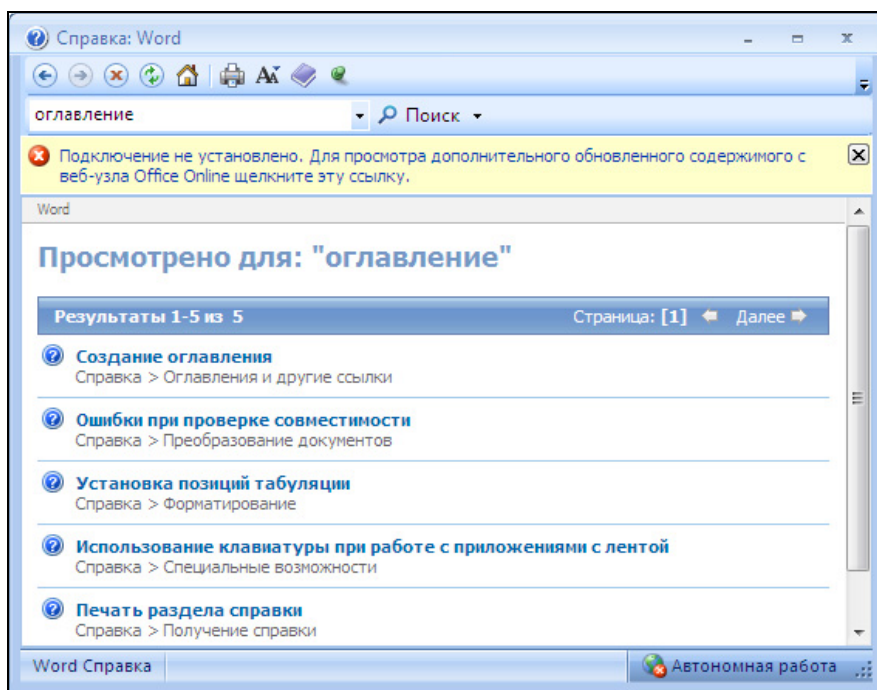 Справка: Word
оглавление
Поиск
Подключение не установлено. Для просмотра дополнительного обновленного содержимого с
веб-узла Office Online щелкните эту ссылку.
Word
Просмотрено для: "оглавление"
Результаты 1-5 из 5 Страница: [1] Далее
Создание оглавления
Справка > Оглавления и другие ссылки
Ошибки при проверке совместимости
Справка > Преобразование документов
Установка позиций табуляции
Справка > Форматирование
Использование клавиатуры при работе с приложениями с лентой
Справка > Специальные возможности
Печать раздела справки
Справка > Получение справки
Word Справка Автономная работа